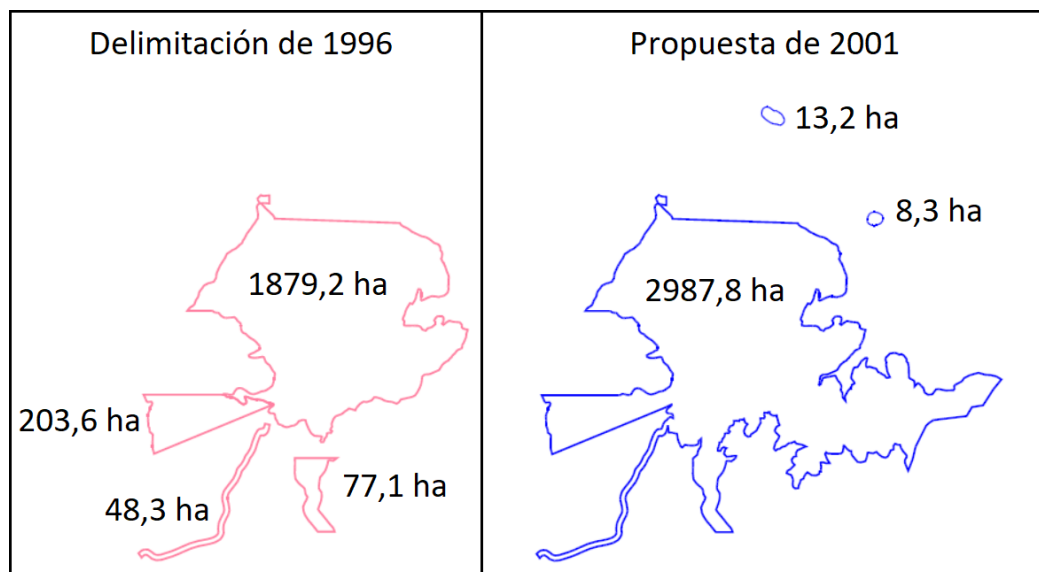 Delimitación de 1996
1879,2 ha
203,6 ha
77,1 ha
48,3 ha
Propuesta de 2001
13,2 ha
8,3 ha
2987,8 ha